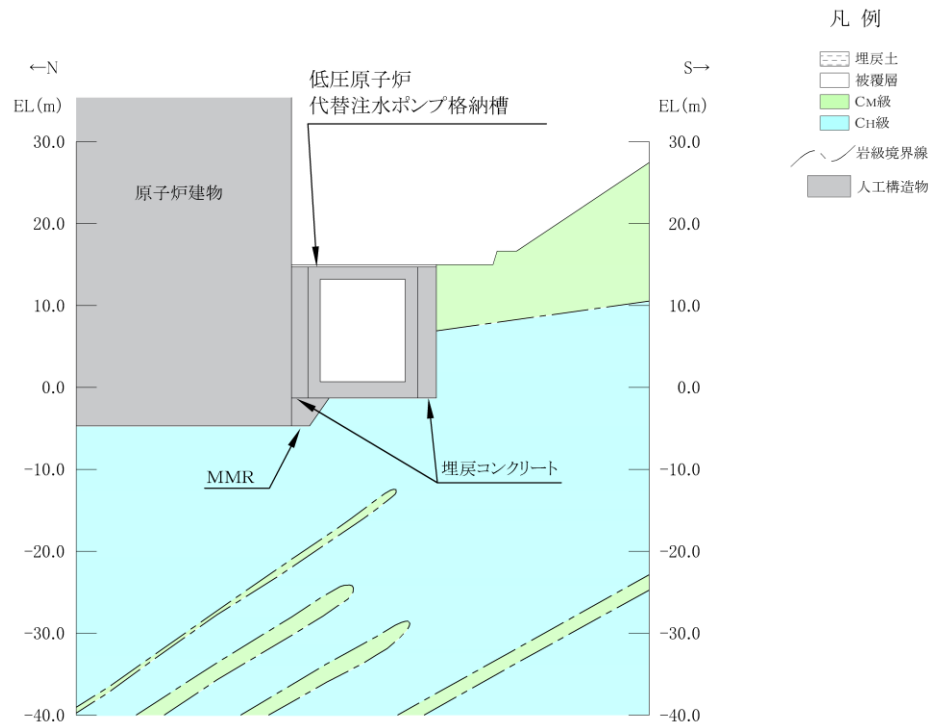 凡 例
埋戻土
被覆層
CM級
CH級
岩級境界線
人工構造物
←N
S→
EL(m)
EL(m)
低圧原子炉
代替注水ポンプ格納槽
原子炉建物
30.0
20.0
10.0
0.0
-10.0
-20.0
-30.0
-40.0
30.0
20.0
10.0
0.0
-10.0
-20.0
-30.0
-40.0
MMR
埋戻コンクリート